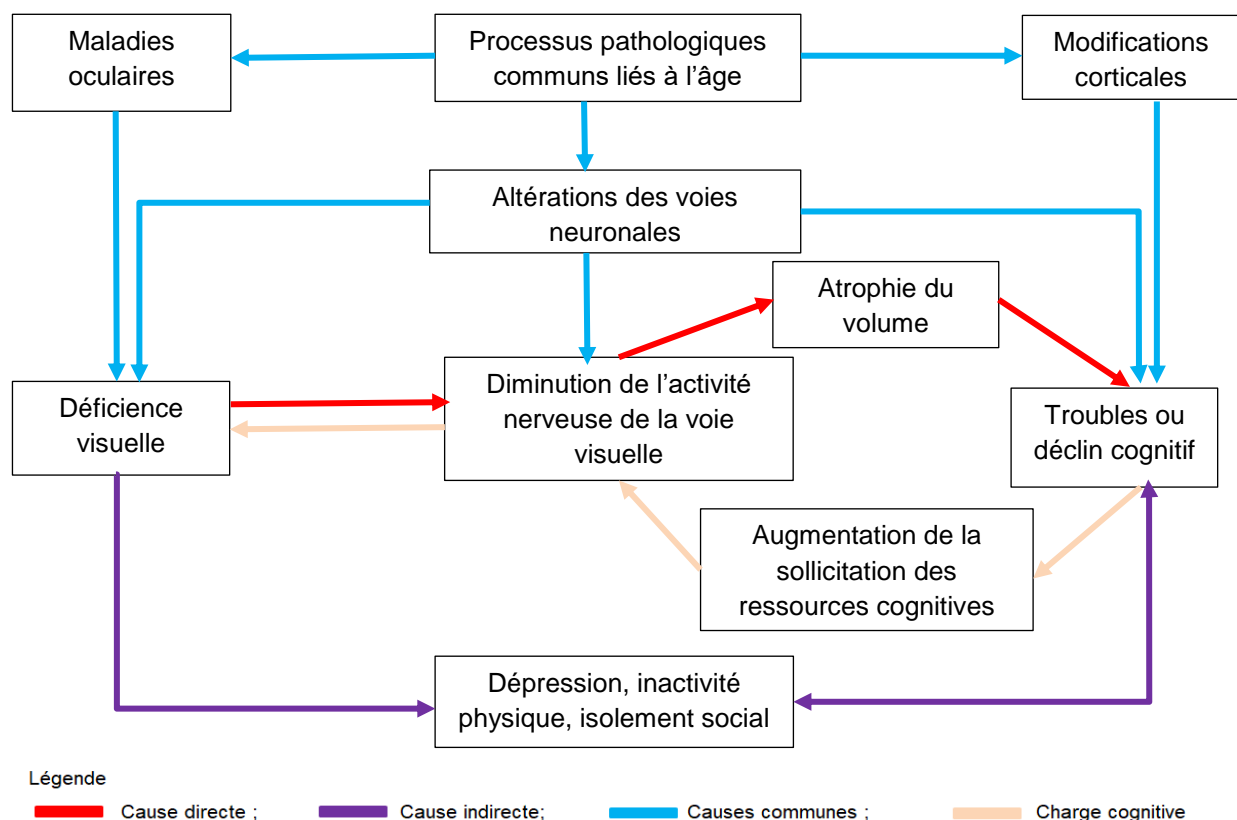 Maladies
oculaires
Processus pathologiques
communs liés à l’âge
Modifications
corticales
Altérations des voies
neuronales
Atrophie du
volume
Déficience
visuelle
Diminution de l’activité
nerveuse de la voie
visuelle
Troubles ou
déclin cognitif
Augmentation de la
sollicitation des
ressources cognitives
Dépression, inactivité
physique, isolement social
Légende
Cause directe ;
Cause indirecte;
Causes communes ;
Charge cognitive